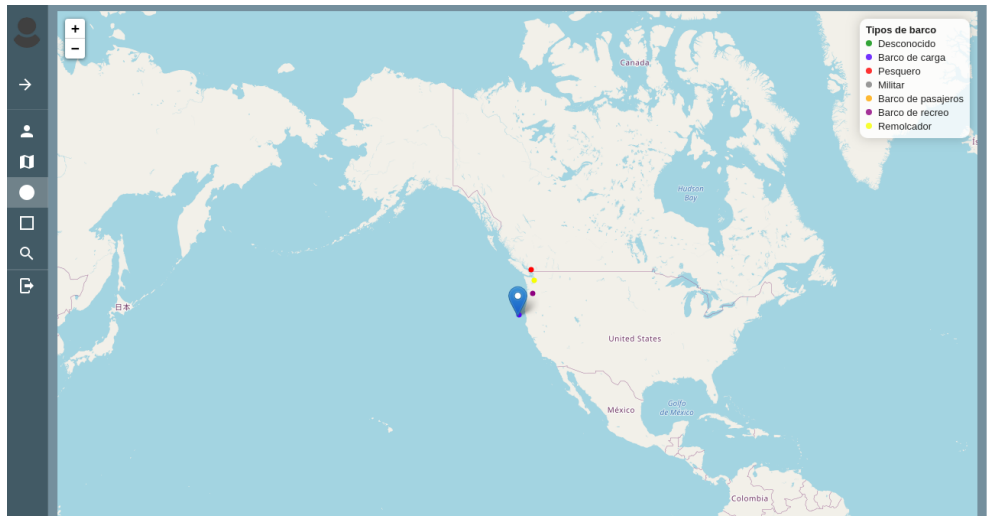 +
−
Tipos de barco
Desconocido
Barco de carga
Pesquero
Militar
Barco de pasajeros
Barco de recreo
Remolcador
Canada
Is
Hudson
Bay
日本
United States
México
Golfo
de México
Colombia